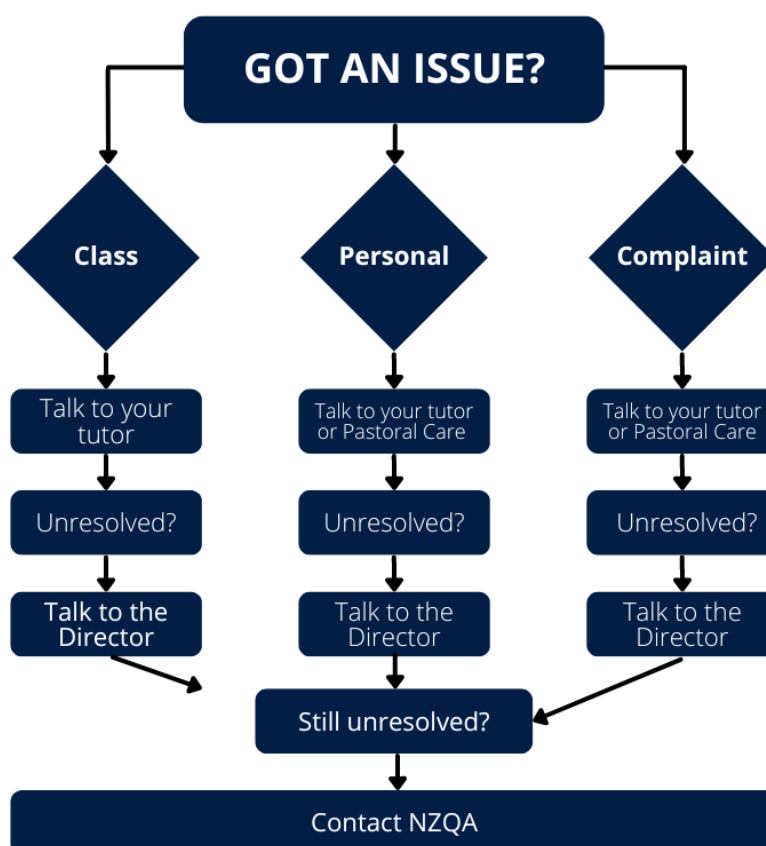 GOT AN ISSUE?
Class
Personal
Complaint
Talk to your
tutor
Talk to your tutor
or Pastoral Care
Talk to your tutor
or Pastoral Care
Unresolved?
Unresolved?
Unresolved?
Talk to the
Director
Talk to the
Director
Talk to the
Director
Still unresolved?
Contact NZQA